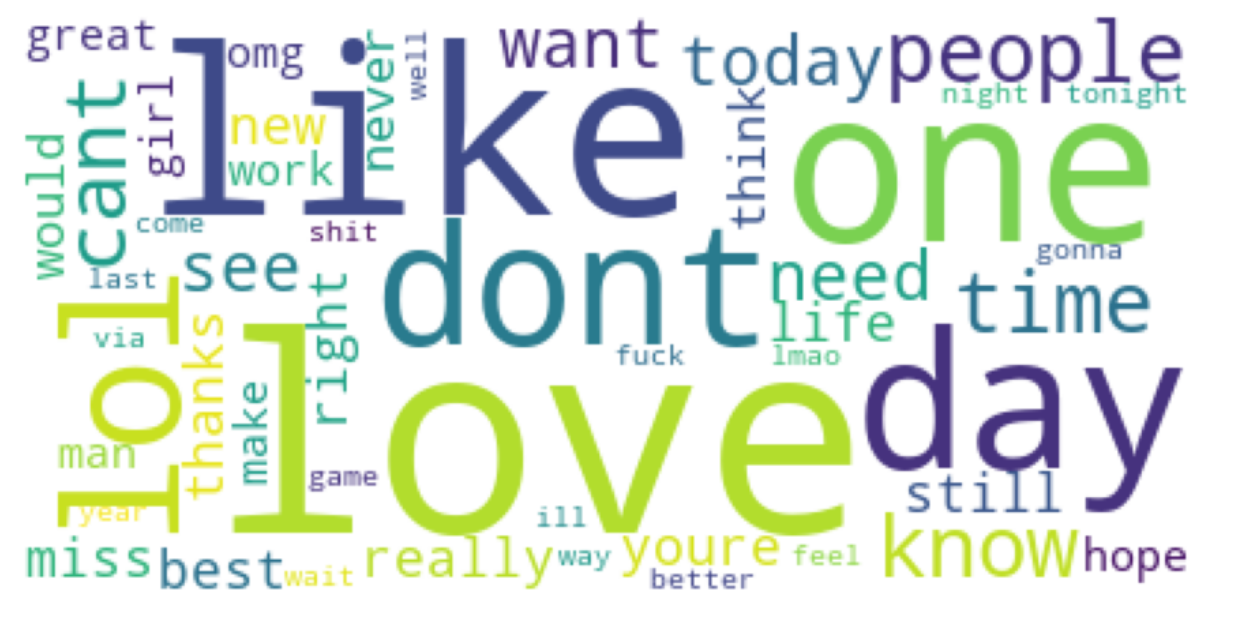 great
like
omg
never
well
want
today
people
night
tonight
cant
girl
new
work
think
one
would
come
shit
dont
gonna
last
see
need
time
lol
via
thanks
right
life
fuck
lmao
day
love
make
man
game
still
year
ill
know
miss
best
wait
really
way
youre
better
feel
hope